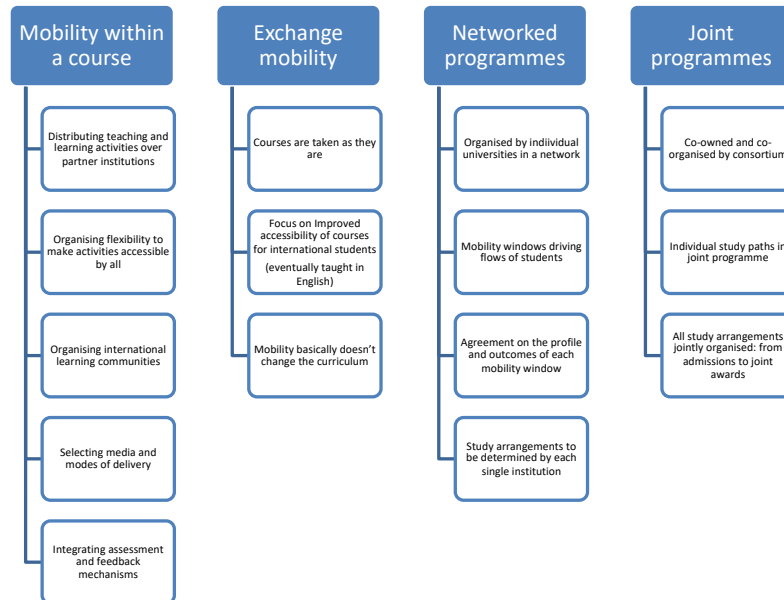 Mobility within
a course
Distributing teaching and
learning activities over
partner institutions
Organising flexibility to
make activities accessible
by all
Organising international
learning communities
Selecting media and
modes of delivery
Integrating assessment
and feedback
mechanisms
Exchange
mobility
Courses are taken as they
are
Focus on Improved
accessibility of courses
for international students
(eventually taught in
English)
Mobility basically doesn't
change the curriculum
Networked
programmes
Organised by indiividual
universities in a network
Mobility windows driving
flows of students
Agreement on the profile
and outcomes of each
mobility window
Study arrangements to
be determined by each
single institution
Joint
programmes
Co-owned and co-
organised by consortium
Individual study paths in
joint programme
All study arrangements
jointly organised: from
admissions to joint
awards